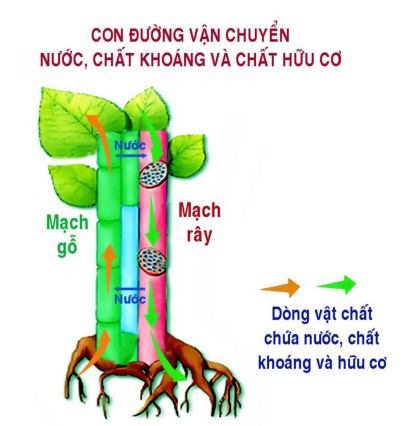 CON ĐƯỜNG VẬN CHUYỂN
NƯỚC, CHẤT KHOÁNG VÀ CHẤT HỮU CƠ
Nước
Mạch
gỗ
Mạch
rây
Nước
Dòng vật chất
chứa nước, chất
khoáng và hữu cơ